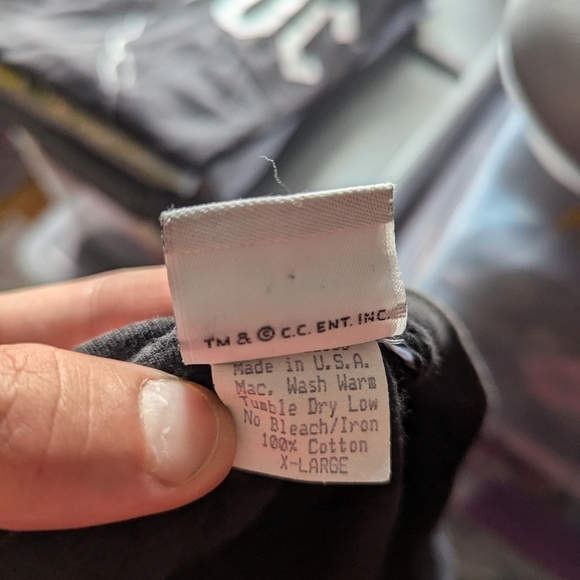 TM & © C.C. ENT. INC.
Made in U.S.A.
Mac. Wash Warm
Tumble Dry Low
No Bleach/Iron
100% Cotton
X-LARGE